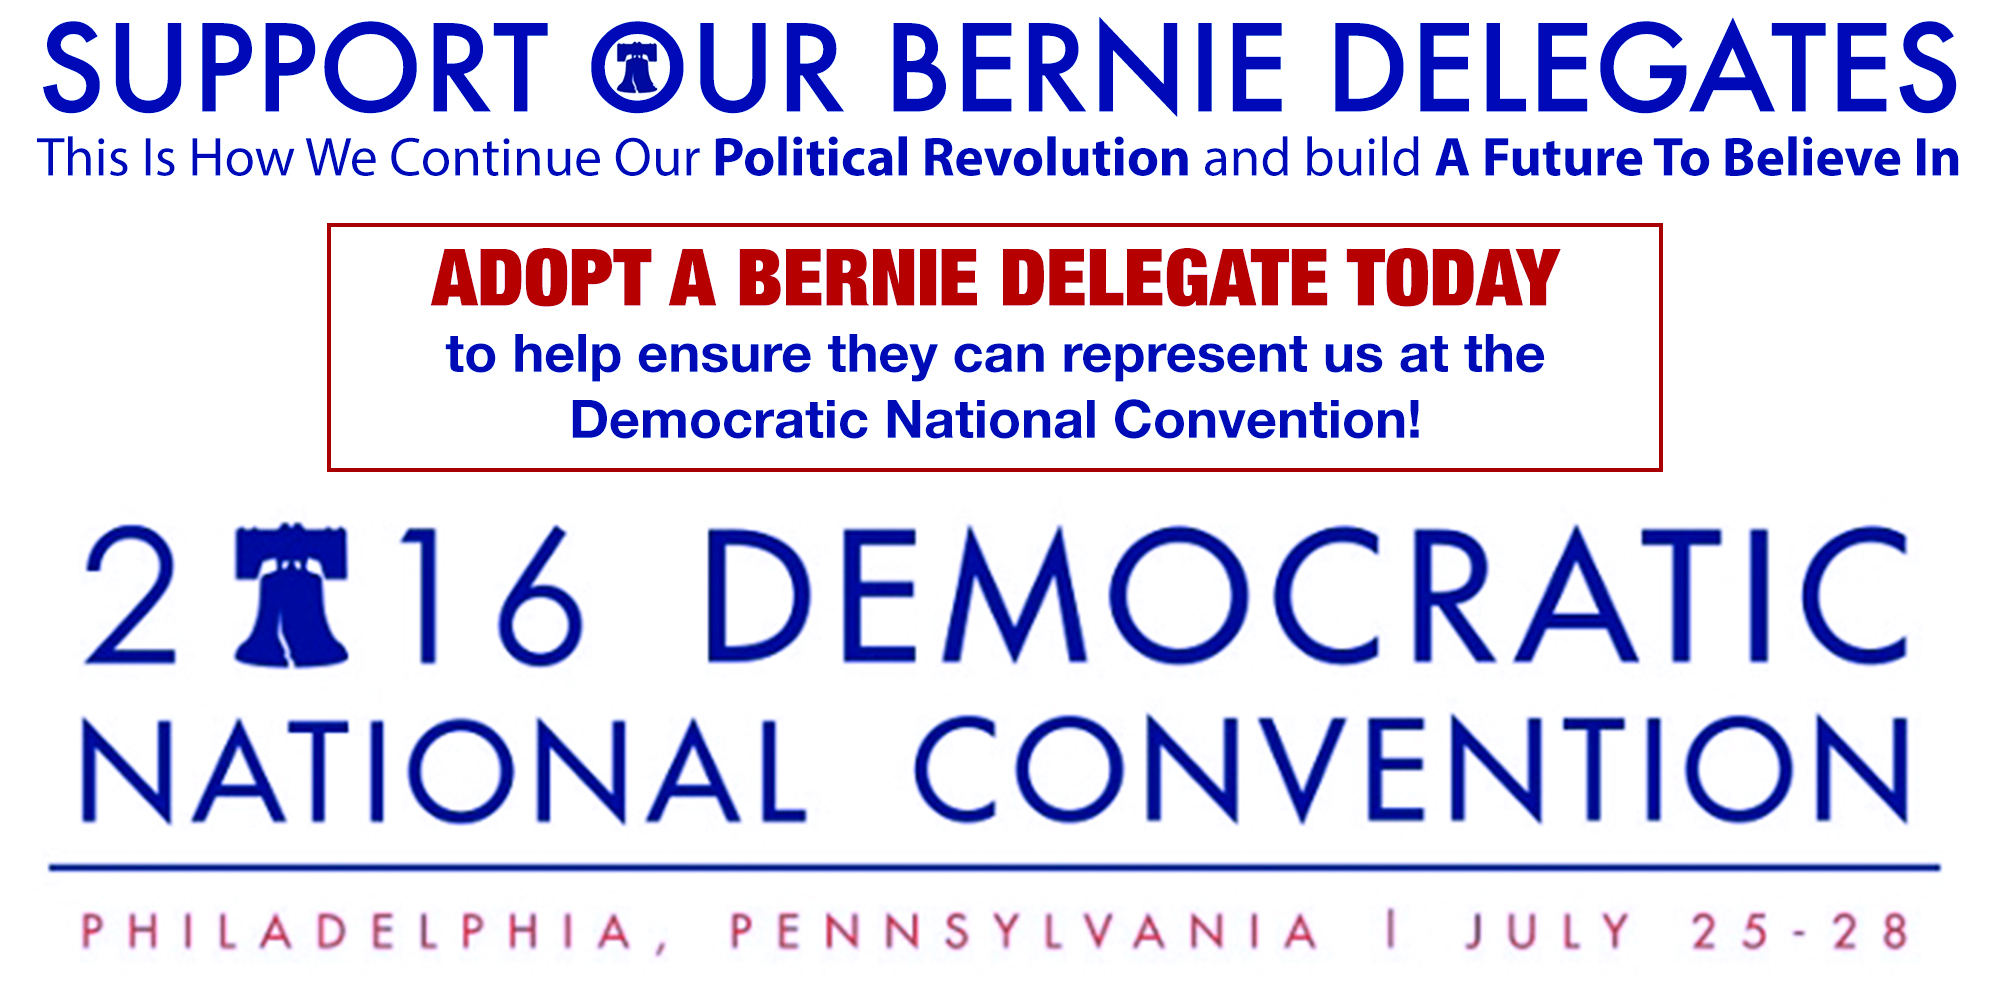 SUPPORT OUR BERNIE DELEGATES
This Is How We Continue Our Political Revolution and build A Future To Believe In
ADOPT A BERNIE DELEGATE TODAY
to help ensure they can represent us at the
Democratic National Convention!
2016 DEMOCRATIC
NATIONAL CONVENTION
PHILADELPHIA, PENNSYLVANIA | JULY 25-28